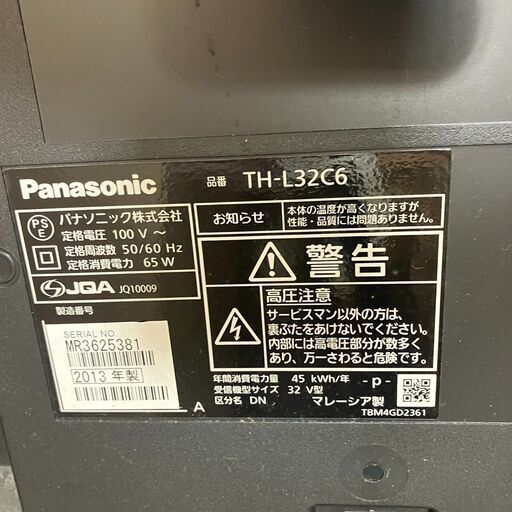 Panasonic
品番 TH-L32C6
PS
E
パナソニック株式会社
定格電圧 100 V ～
定格周波数 50/60 Hz
定格消費電力 65 W
JQA JQ10009
製造番号
SERIAL NO
MR3625381
2013 年製
A
お知らせ
本体の温度が高くなりますが
性能・品質には問題ありません。
警告
高圧注意
サービスマン以外の方は、
裏ぶたをあけないでください。
内部には高電圧部分が数多く
あり、万一さわると危険です。
年間消費電力量 45 kWh/年 -p-
受信機型サイズ 32 V型
区分名 DN マレーシア製
TBM4GD2361